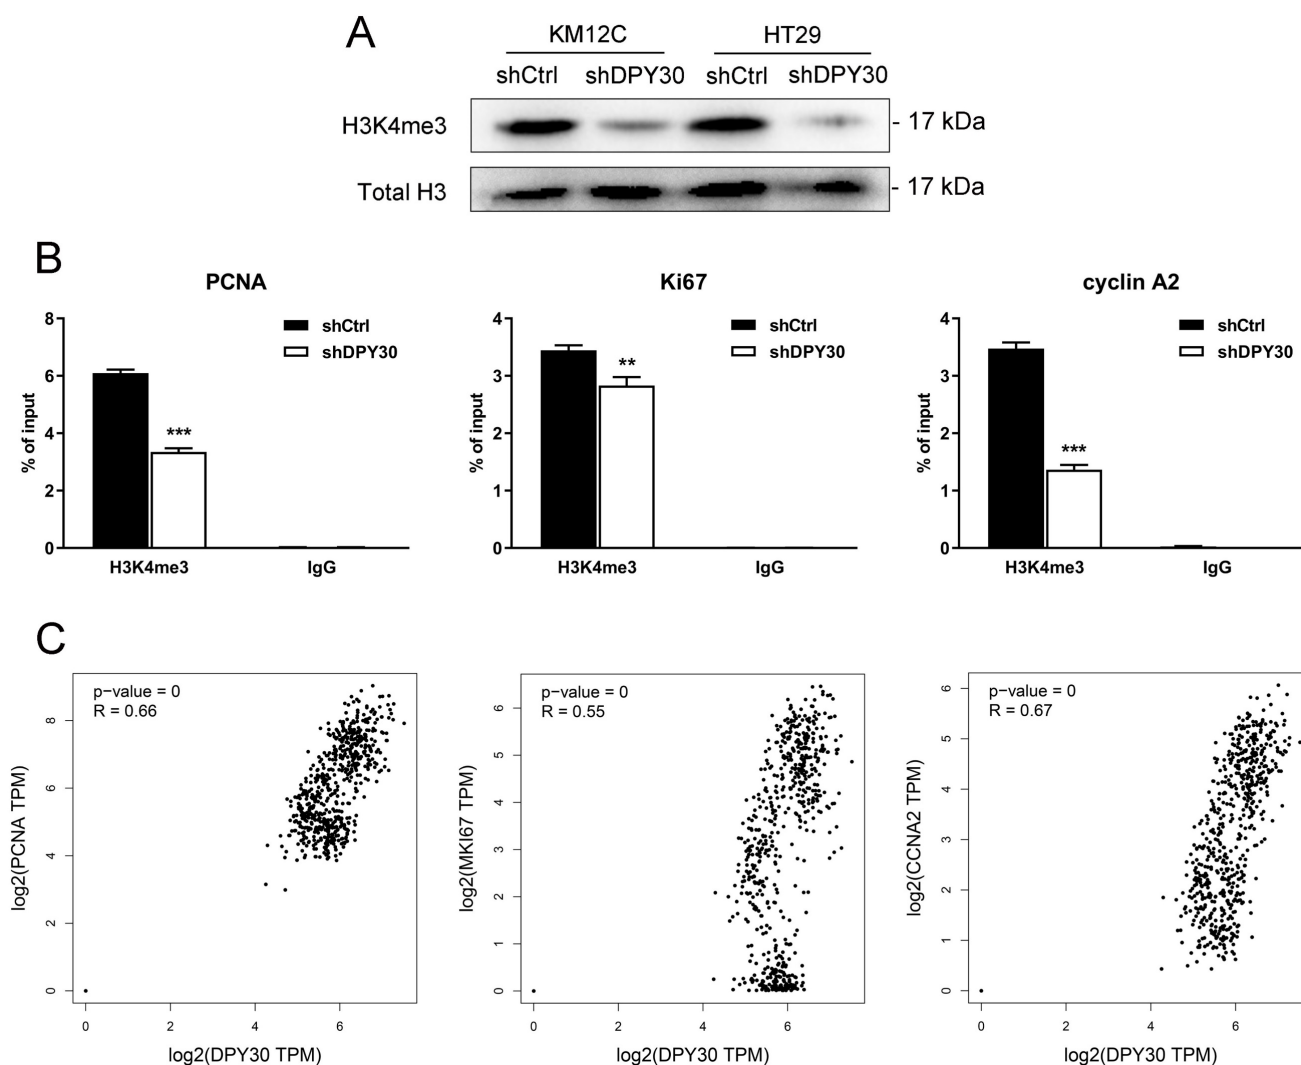 A
KM12C HT29
shCtrl shDPY30 shCtrl shDPY30
H3K4me3 - 17 kDa
Total H3 - 17 kDa
B
PCNA
% of input
8
6
4
2
0
shCtrl
shDPY30
***
H3K4me3 IgG
Ki67
% of input
4
3
2
1
0
shCtrl
shDPY30
**
H3K4me3 IgG
cyclin A2
% of input
4
3
2
1
0
shCtrl
shDPY30
***
H3K4me3 IgG
C
p−value = 0
R = 0.66
log2(PCNA TPM)
8
6
4
2
0
0 2 4 6
log2(DPY30 TPM)
p−value = 0
R = 0.55
log2(MKI67 TPM)
6
5
4
3
2
1
0
0 2 4 6
log2(DPY30 TPM)
p−value = 0
R = 0.67
log2(CCNA2 TPM)
6
5
4
3
2
1
0
0 2 4 6
log2(DPY30 TPM)